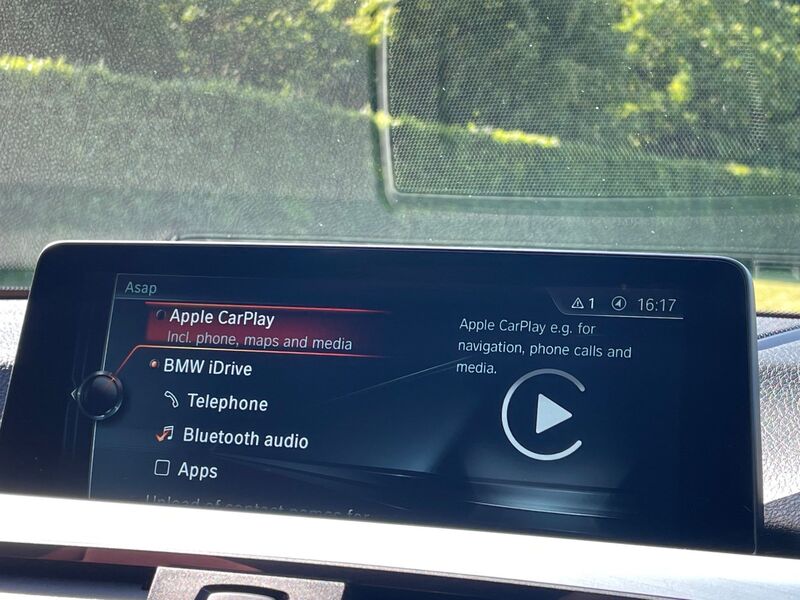 Asap
1 16:17
Apple CarPlay
Incl. phone, maps and media
BMW iDrive
Telephone
Bluetooth audio
Apps
Apple CarPlay e.g. for
navigation, phone calls and
media.